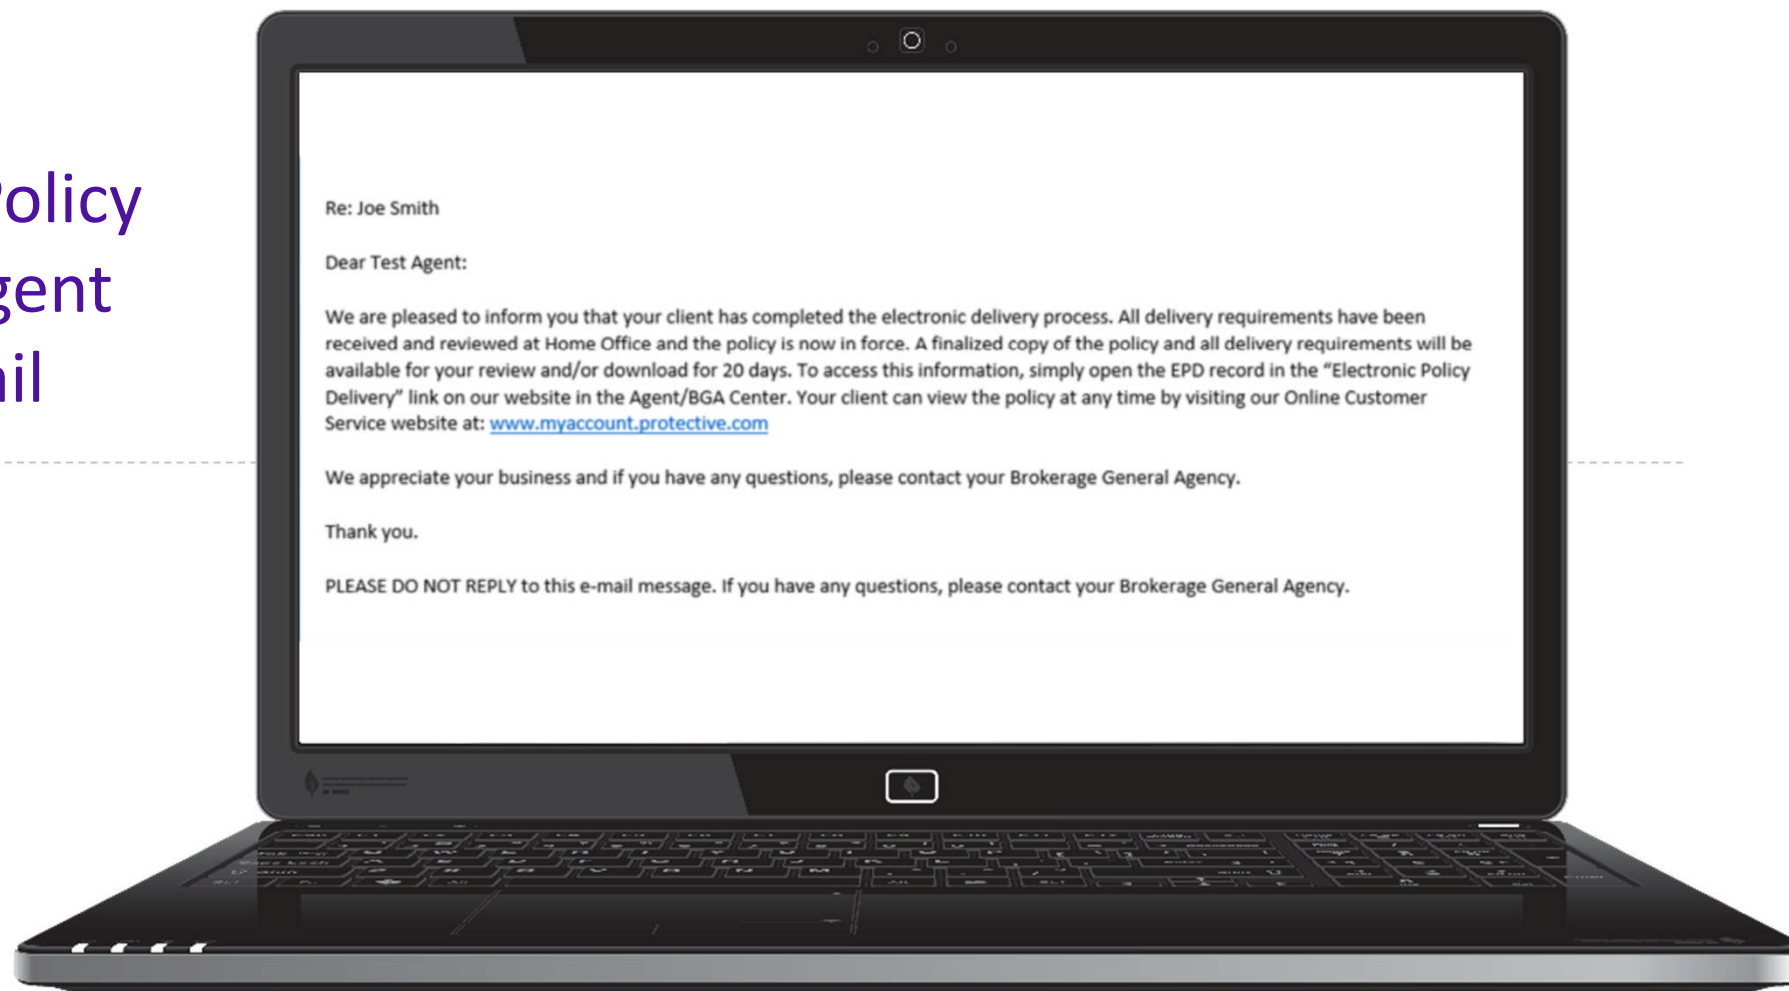 Policy
gent
ail
Re: Joe Smith
Dear Test Agent:
We are pleased to inform you that your client has completed the electronic delivery process. All delivery requirements have been
received and reviewed at Home Office and the policy is now in force. A finalized copy of the policy and all delivery requirements will be
available for your review and/or download for 20 days. To access this information, simply open the EPD record in the “Electronic Policy
Delivery” link on our website in the Agent/BGA Center. Your client can view the policy at any time by visiting our Online Customer
Service website at: www.myaccount.protective.com
We appreciate your business and if you have any questions, please contact your Brokerage General Agency.
Thank you.
PLEASE DO NOT REPLY to this e-mail message. If you have any questions, please contact your Brokerage General Agency.